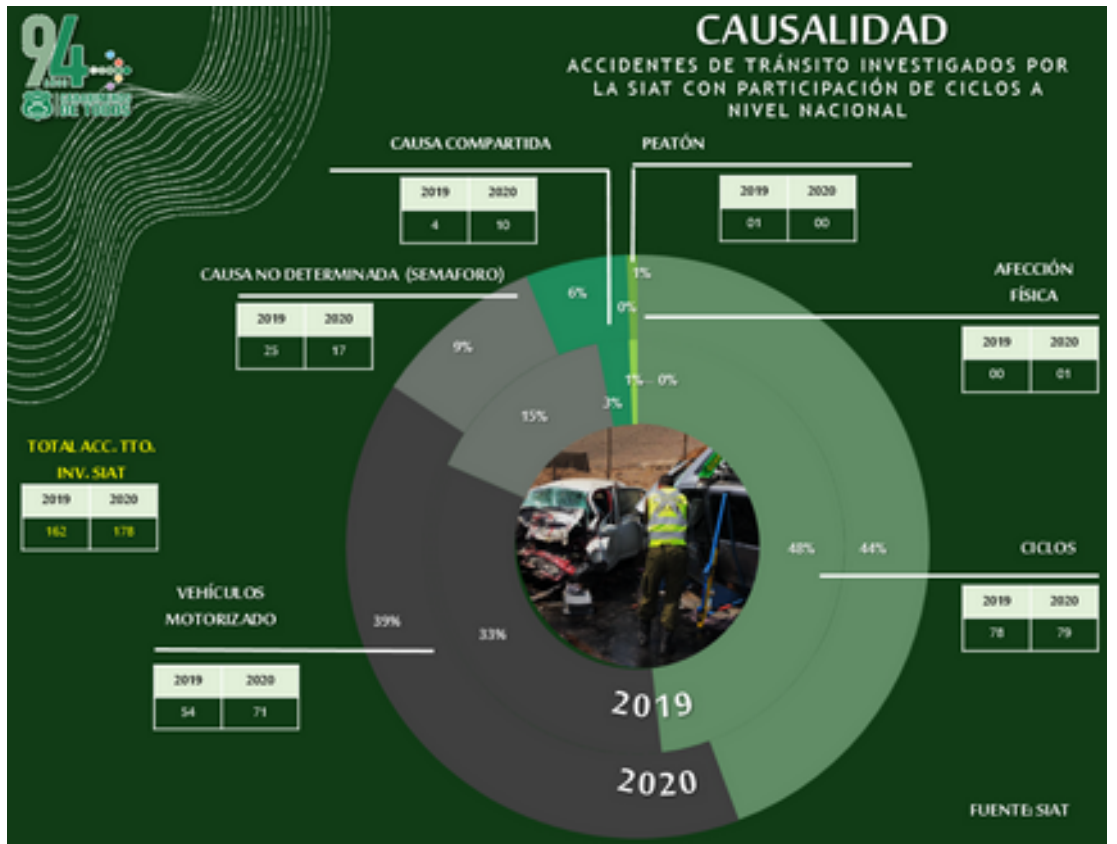 94
AÑOS
CARABINEROS
DE TODOS
CAUSALIDAD
ACCIDENTES DE TRÁNSITO INVESTIGADOS POR
LA SIAT CON PARTICIPACIÓN DE CICLOS A
NIVEL NACIONAL
CAUSA COMPARTIDA
2019 2020
4 10
PEATÓN
2019 2020
01 00
CAUSA NO DETERMINADA (SEMAFORO)
2019 2020
25 17
AFECCIÓN
FÍSICA
2019 2020
00 01
6%
1%
0%
9%
1%
0%
3%
15%
TOTAL ACC. TTO.
INV. SIAT
2019 2020
162 178
48%
44%
CICLOS
2019 2020
78 79
VEHÍCULOS
MOTORIZADO
39%
33%
2019 2020
54 71
2019
2020
FUENTE: SIAT